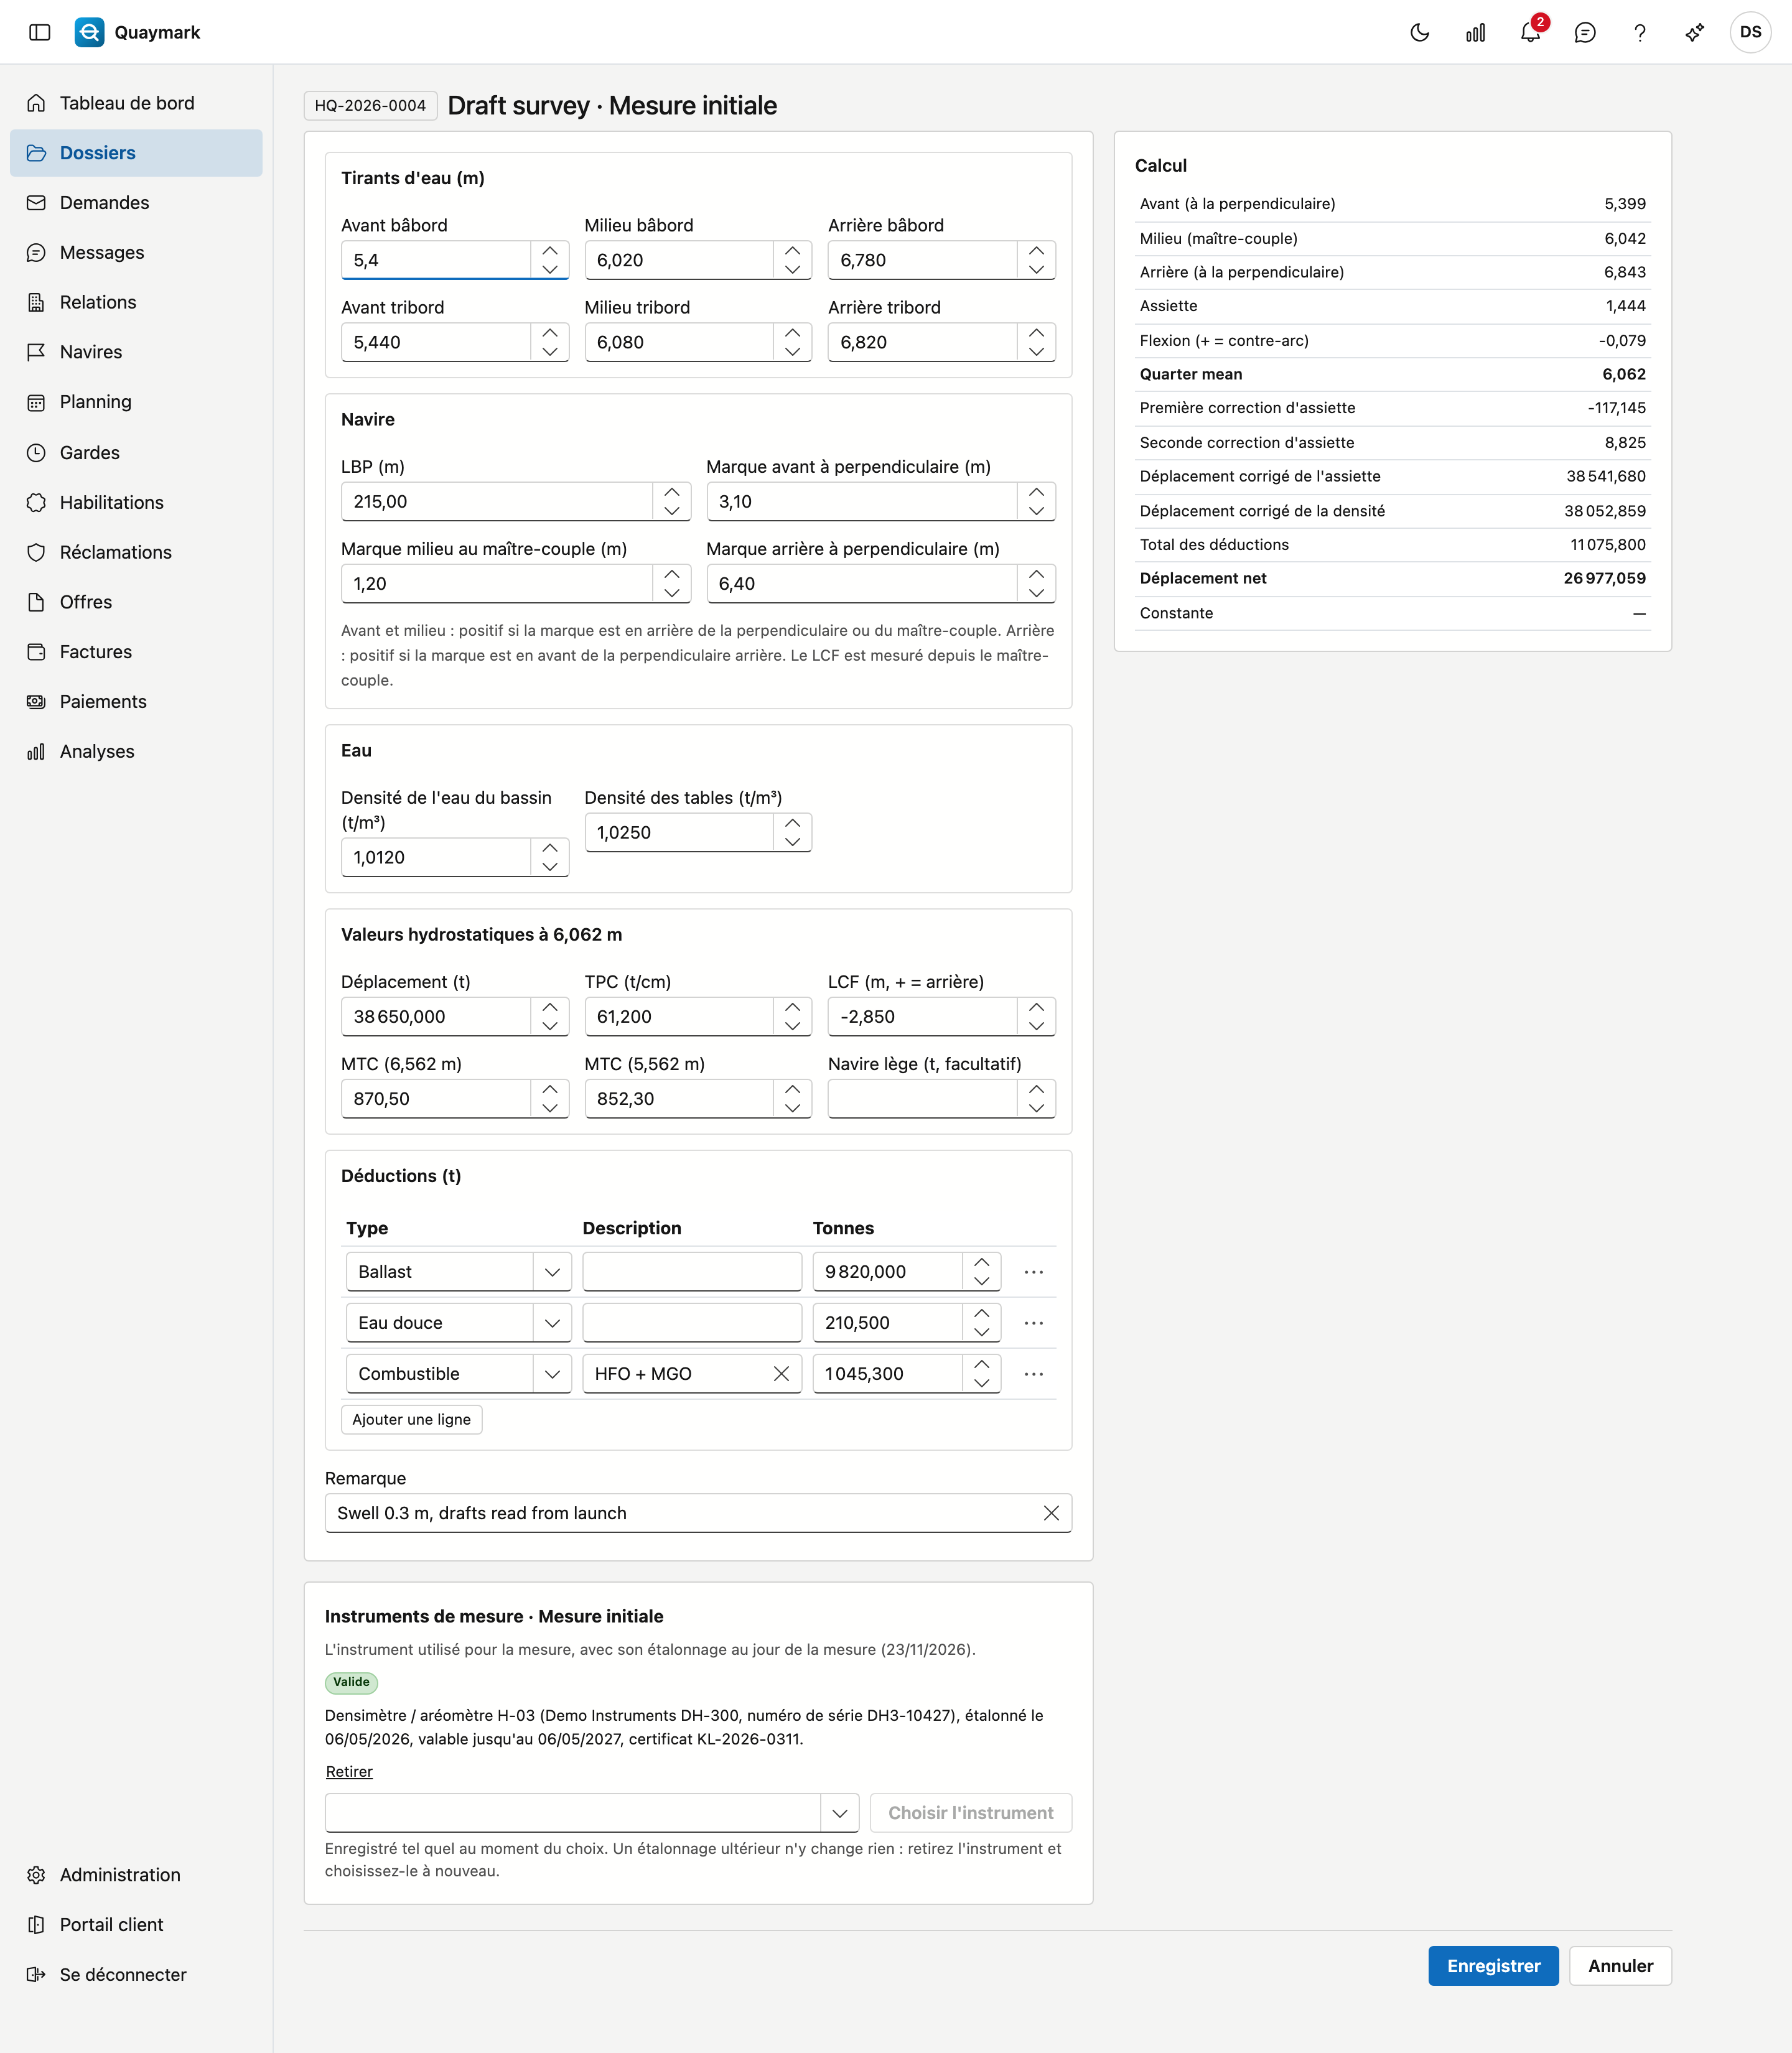 Quaymark
2
DS
Tableau de bord
Dossiers
Demandes
Messages
Relations
Navires
Planning
Gardes
Habilitations
Réclamations
Offres
Factures
Paiements
Analyses
Administration
Portail client
Se déconnecter
HQ-2026-0004 Draft survey · Mesure initiale
Tirants d'eau (m)
Avant bâbord Milieu bâbord Arrière bâbord
5,4 6,020 6,780
Avant tribord Milieu tribord Arrière tribord
5,440 6,080 6,820
Navire
LBP (m) Marque avant à perpendiculaire (m)
215,00 3,10
Marque milieu au maître-couple (m) Marque arrière à perpendiculaire (m)
1,20 6,40
Avant et milieu : positif si la marque est en arrière de la perpendiculaire ou du maître-couple. Arrière
: positif si la marque est en avant de la perpendiculaire arrière. Le LCF est mesuré depuis le maître-
couple.
Eau
Densité de l'eau du bassin
(t/m³)
Densité des tables (t/m³)
1,0120 1,0250
Valeurs hydrostatiques à 6,062 m
Déplacement (t) TPC (t/cm) LCF (m, + = arrière)
38 650,000 61,200 -2,850
MTC (6,562 m) MTC (5,562 m) Navire lège (t, facultatif)
870,50 852,30
Déductions (t)
Type Description Tonnes
Ballast 9 820,000
Eau douce 210,500
Combustible HFO + MGO 1 045,300
Ajouter une ligne
Remarque
Swell 0.3 m, drafts read from launch
Instruments de mesure · Mesure initiale
L'instrument utilisé pour la mesure, avec son étalonnage au jour de la mesure (23/11/2026).
Valide
Densimètre / aréomètre H-03 (Demo Instruments DH-300, numéro de série DH3-10427), étalonné le
06/05/2026, valable jusqu'au 06/05/2027, certificat KL-2026-0311.
Retirer
Choisir l'instrument
Enregistré tel quel au moment du choix. Un étalonnage ultérieur n'y change rien : retirez l'instrument et
choisissez-le à nouveau.
Calcul
Avant (à la perpendiculaire) 5,399
Milieu (maître-couple) 6,042
Arrière (à la perpendiculaire) 6,843
Assiette 1,444
Flexion (+ = contre-arc) -0,079
Quarter mean 6,062
Première correction d'assiette -117,145
Seconde correction d'assiette 8,825
Déplacement corrigé de l'assiette 38 541,680
Déplacement corrigé de la densité 38 052,859
Total des déductions 11 075,800
Déplacement net 26 977,059
Constante —
Enregistrer Annuler